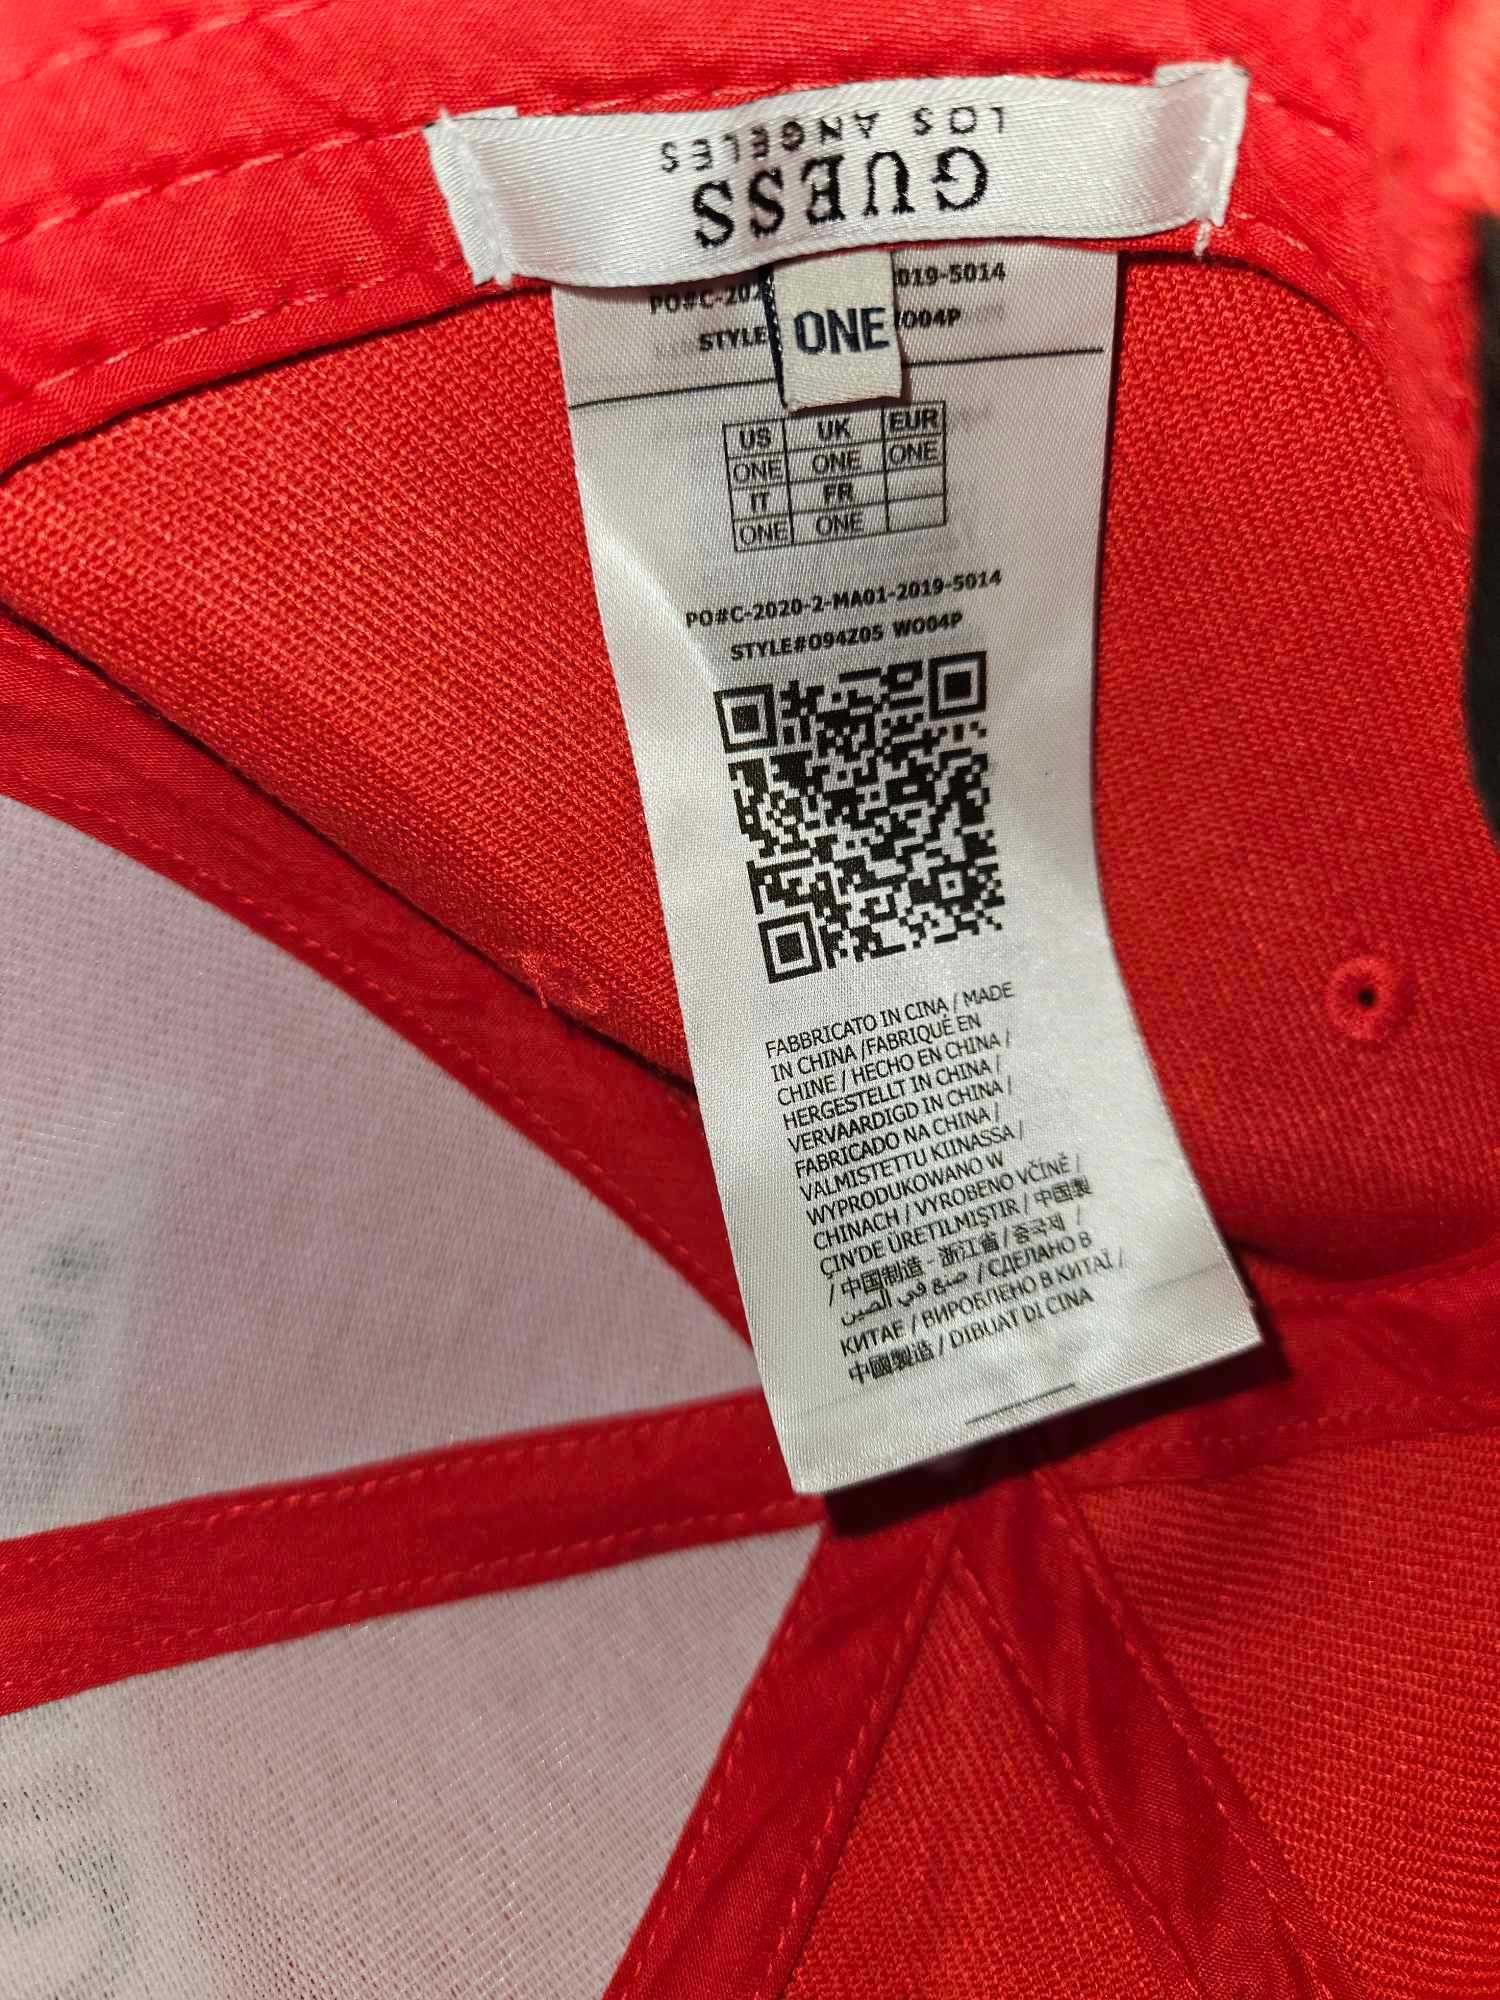 GUESS
LOS ANGELES
PO#C-202 019-5014
STYLE O04P
ONE
US UK EUR
ONE ONE ONE
IT FR
ONE ONE
PO#C-2020-2-MA01-2019-5014
STYLE#O94Z05 WO04P
FABBRICATO IN CINA / MADE
IN CHINA /FABRIQUÉ EN
CHINE / HECHO EN CHINA /
HERGESTELLT IN CHINA /
VERVAARDIGD IN CHINA /
FABRICADO NA CHINA /
VALMISTETTU KIINASSA /
WYPRODUKOWANO W
CHINACH / VYROBENO VČÍNĚ /
ÇIN'DE ÜRETILMIŞTIR / 中国製
/ 中国制造 - 浙江省 / 중국제 /
صنع في الصين / СДЕЛАНО В
КИТАЕ / ВИРОБЛЕНО В КИТАЇ /
中國製造 / DIBUAT DI CINA